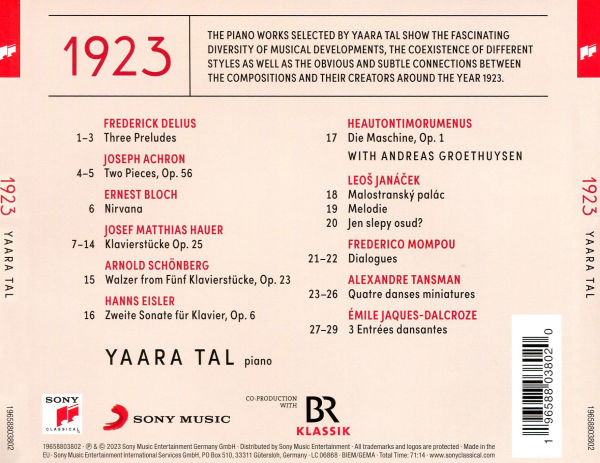 1923
THE PIANO WORKS SELECTED BY YAARA TAL SHOW THE FASCINATING
DIVERSITY OF MUSICAL DEVELOPMENTS, THE COEXISTENCE OF DIFFERENT
STYLES AS WELL AS THE OBVIOUS AND SUBTLE CONNECTIONS BETWEEN
THE COMPOSITIONS AND THEIR CREATORS AROUND THE YEAR 1923.
FREDERICK DELIUS
1–3 Three Preludes
JOSEPH ACHRON
4–5 Two Pieces, Op. 56
ERNEST BLOCH
6 Nirvana
JOSEF MATTHIAS HAUER
7–14 Klavierstücke Op. 25
ARNOLD SCHÖNBERG
15 Walzer from Fünf Klavierstücke, Op. 23
HANNS EISLER
16 Zweite Sonate für Klavier, Op. 6
HEAUTONTIMORUMENUS
17 Die Maschine, Op. 1
WITH ANDREAS GROETHUYSEN
LEOŠ JANÁČEK
18 Malostranský palác
19 Melodie
20 Jen slepy osud?
FREDERICO MOMPOU
21–22 Dialogues
ALEXANDRE TANSMAN
23–26 Quatre danses miniatures
ÉMILE JAQUES-DALCROZE
27–29 3 Entrées dansantes
YAARA TAL piano
SONY
CLASSICAL
SONY MUSIC
CO-PRODUCTION
WITH
BR
KLASSIK
1 96588 03802 0
19658803802 · ℗ & © 2023 Sony Music Entertainment Germany GmbH · Distributed by Sony Music Entertainment · All trademarks and logos are protected · Made in the
EU · Sony Music Entertainment International Services GmbH, PO Box 510, 33311 Gütersloh, Germany · LC 06868 · BIEM/GEMA · Total Time: 71:14 · www.sonyclassical.com
1923 YAARA TAL 19658803802
1923 YAARA TAL 19658803802